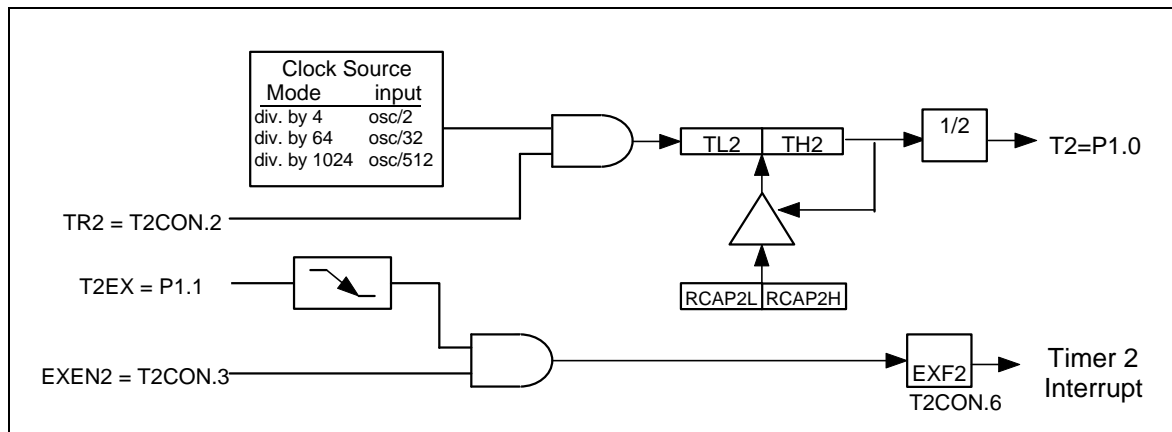 Clock Source
Mode input
div. by 4 osc/2
div. by 64 osc/32
div. by 1024 osc/512
TL2 TH2
1/2
T2=P1.0
TR2 = T2CON.2
T2EX = P1.1
RCAP2L RCAP2H
EXEN2 = T2CON.3
EXF2
T2CON.6
Timer 2
Interrupt